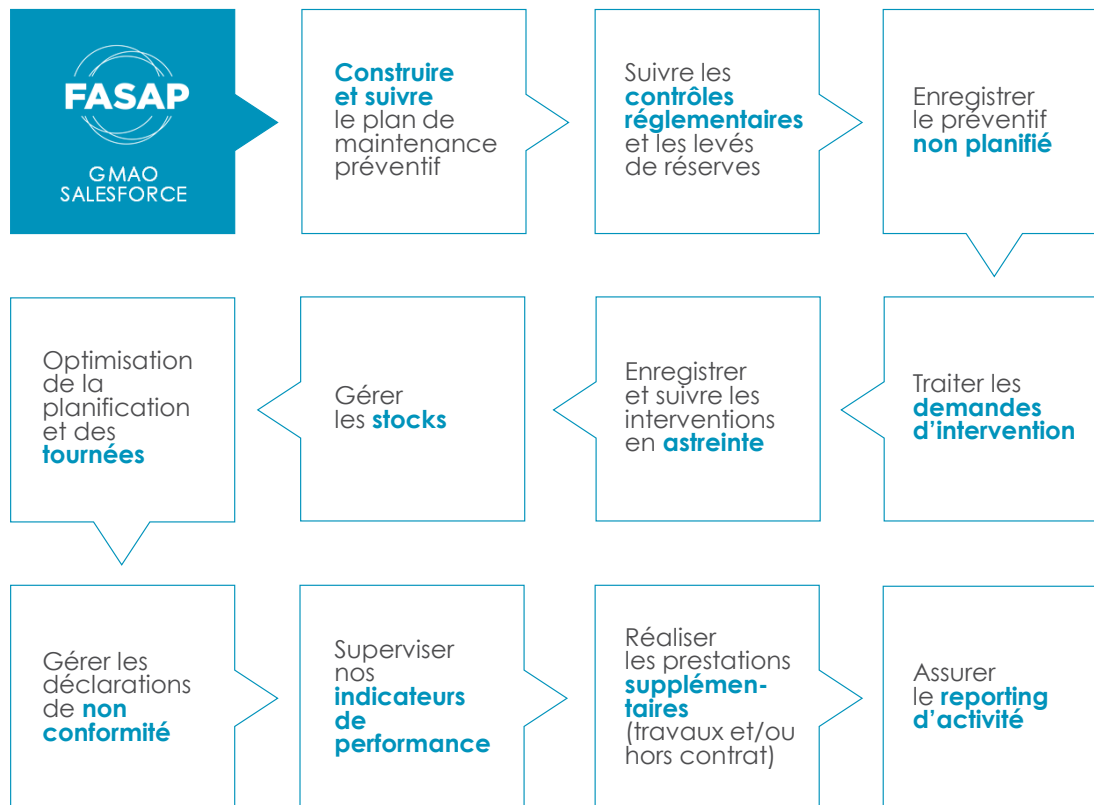 FASAP
GMAO
SALESFORCE
Construire
et suivre
le plan de
maintenance
préventif
Suivre les
contrôles
réglementaires
et les levés
de réserves
Enregistrer
le préventif
non planifié
Traiter les
demandes
d'intervention
Enregistrer
et suivre les
interventions
en astreinte
Gérer
les stocks
Optimisation
de la
planification
et des
tournées
Gérer les
déclarations
de non
conformité
Superviser
nos
indicateurs
de
performance
Réaliser
les prestations
supplémen-
taires
(travaux et/ou
hors contrat)
Assurer
le reporting
d'activité